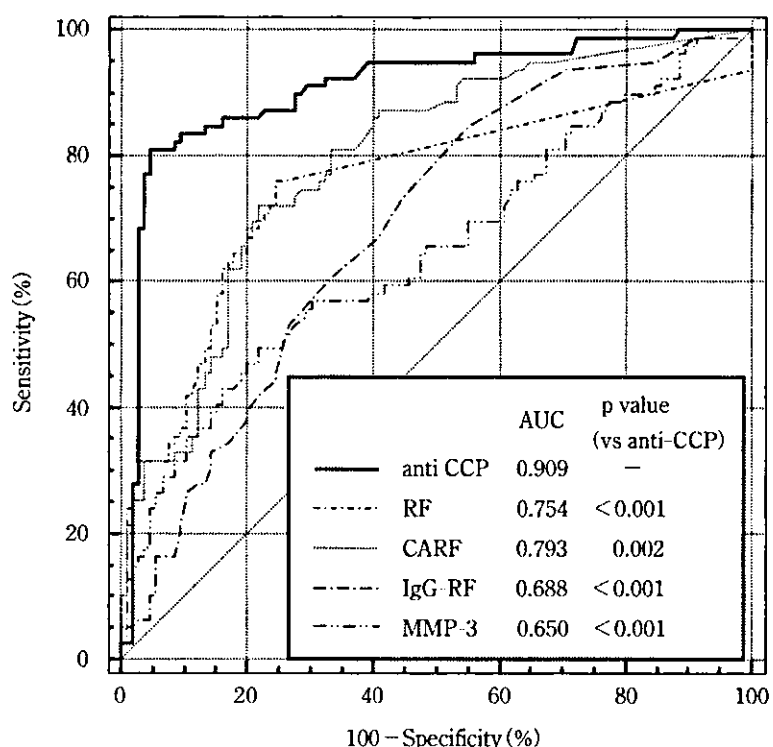 100
80
60
40
20
0
Sensitivity (%)
AUC p value
(vs anti-CCP)
anti CCP 0.909 −
RF 0.754 <0.001
CARF 0.793 0.002
IgG-RF 0.688 <0.001
MMP-3 0.650 <0.001
0 20 40 60 80 100
100−Specificity (%)